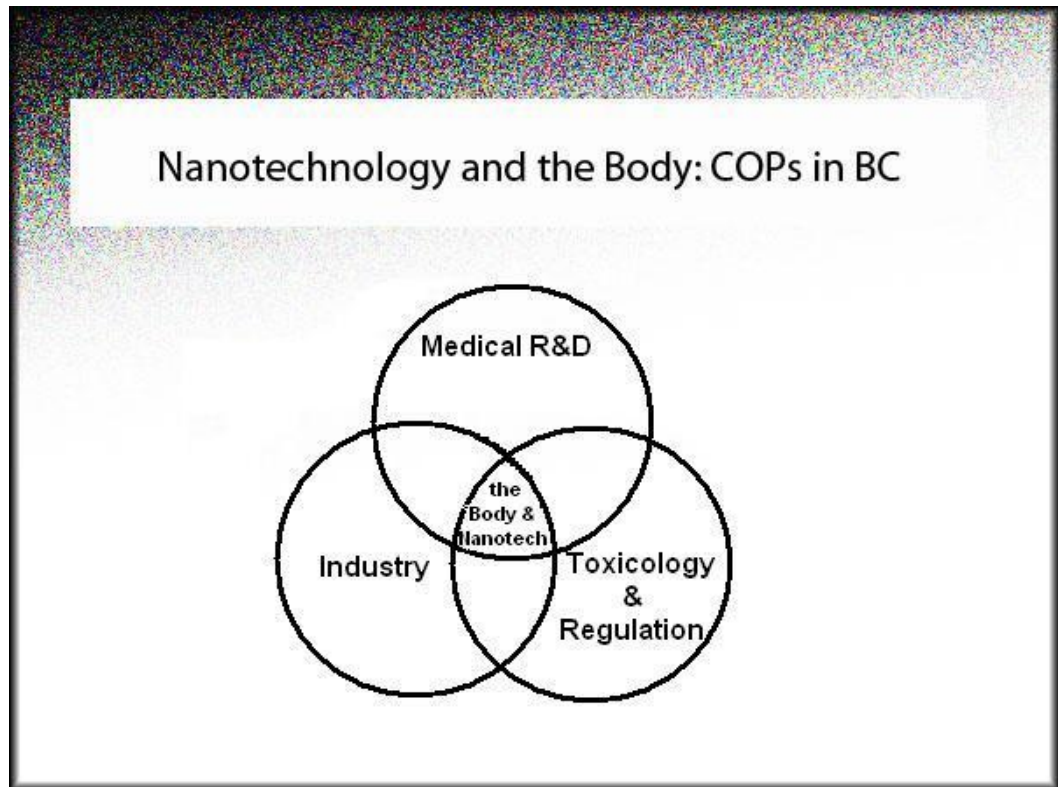 Nanotechnology and the Body: COPs in BC
Medical R&D
the
Body &
Nanotech
Industry
Toxicology
&
Regulation